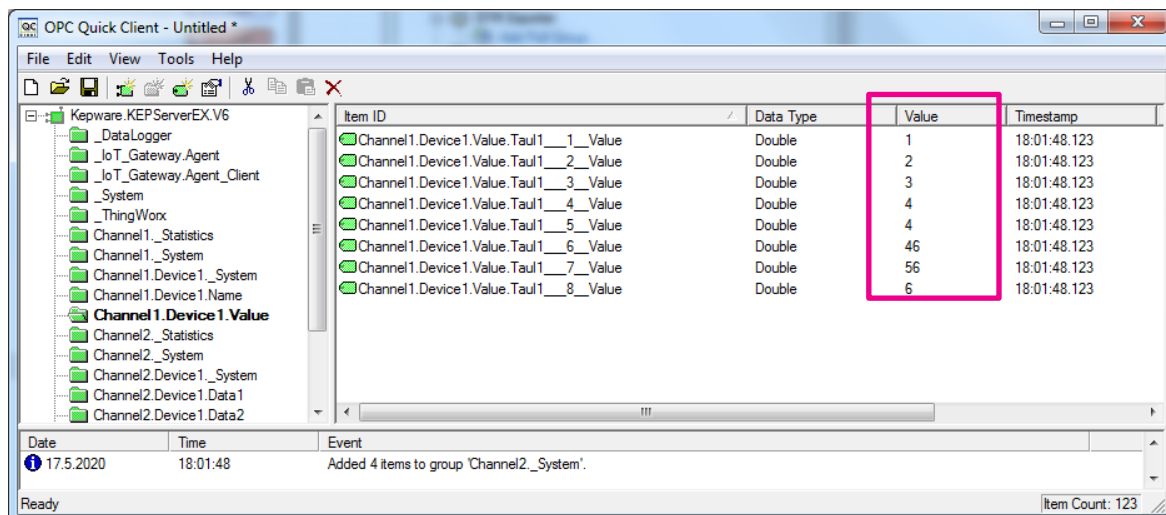 OPC Quick Client - Untitled *
File Edit View Tools Help
Kepware.KEPServerEX.V6
_DataLogger
_IoT_Gateway.Agent
_IoT_Gateway.Agent_Client
_System
_ThingWorx
Channel1._Statistics
Channel1._System
Channel1.Device1._System
Channel1.Device1.Name
Channel1.Device1.Value
Channel2._Statistics
Channel2._System
Channel2.Device1._System
Channel2.Device1.Data1
Channel2.Device1.Data2
Item ID Data Type Value Timestamp
Channel1.Device1.Value.Taul1___1__Value Double 1 18:01:48.123
Channel1.Device1.Value.Taul1___2__Value Double 2 18:01:48.123
Channel1.Device1.Value.Taul1___3__Value Double 3 18:01:48.123
Channel1.Device1.Value.Taul1___4__Value Double 4 18:01:48.123
Channel1.Device1.Value.Taul1___5__Value Double 4 18:01:48.123
Channel1.Device1.Value.Taul1___6__Value Double 46 18:01:48.123
Channel1.Device1.Value.Taul1___7__Value Double 56 18:01:48.123
Channel1.Device1.Value.Taul1___8__Value Double 6 18:01:48.123
Date Time Event
17.5.2020 18:01:48 Added 4 items to group 'Channel2._System'.
Ready Item Count: 123